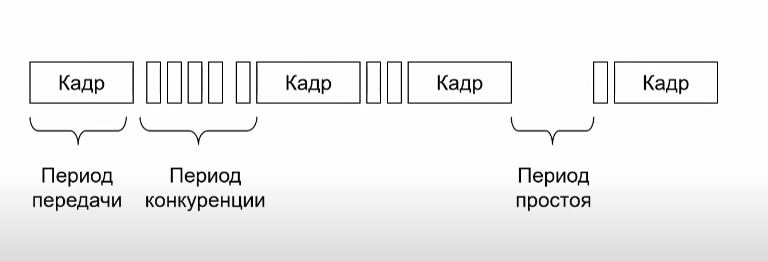 Кадр Кадр Кадр Кадр
Период передачи
Период конкуренции
Период простоя